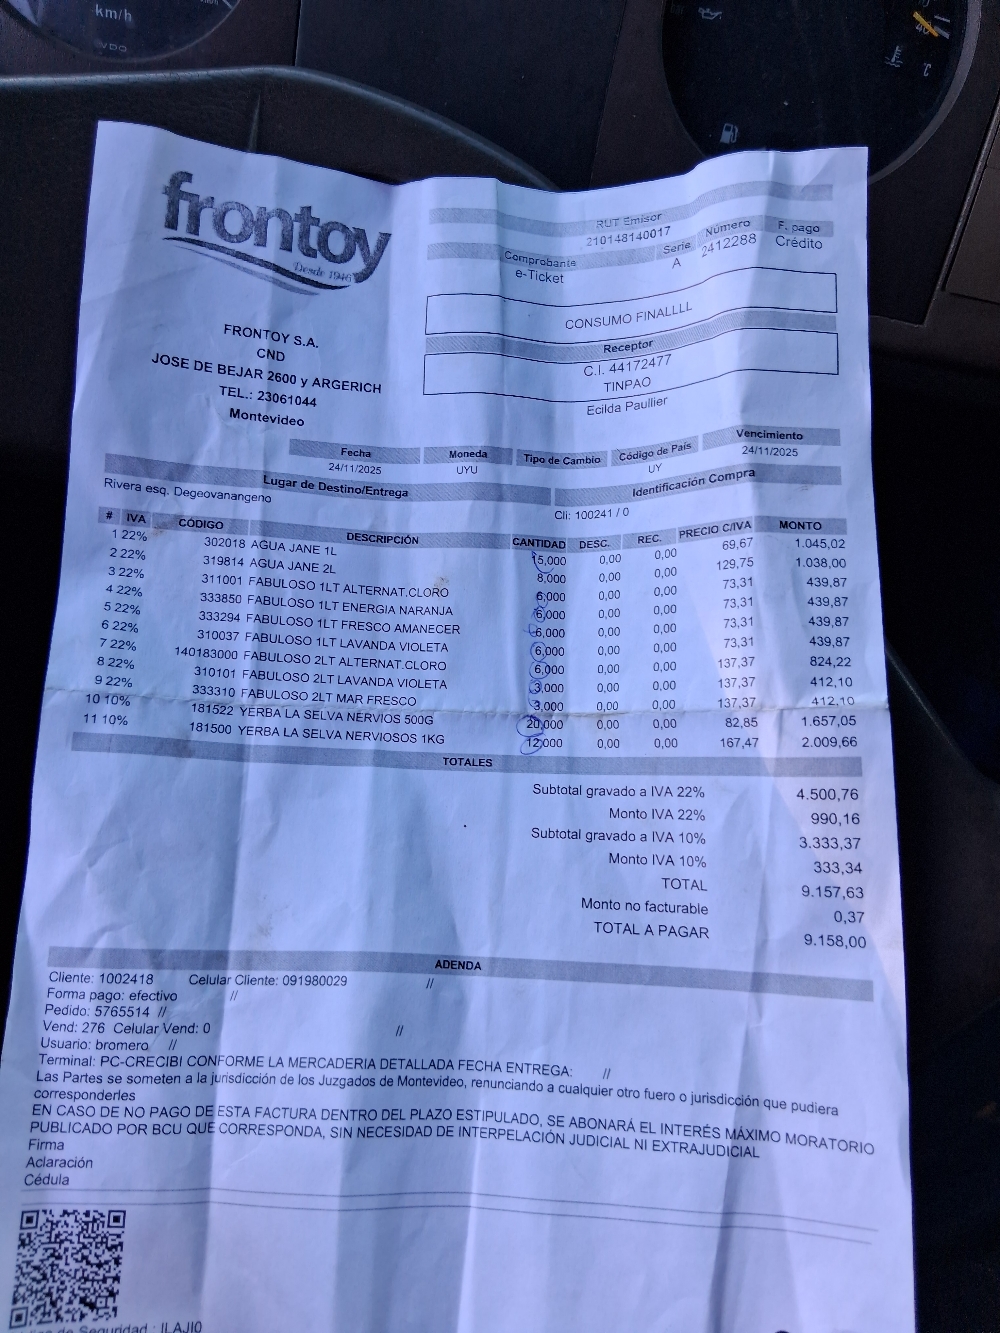 km/h
VDO
°C
frontoy
Desde 1946
FRONTOY S.A.
CND
JOSE DE BEJAR 2600 y ARGERICH
TEL.: 23061044
Montevideo
RUT Emisor
210148140017
Comprobante Serie Número F. pago
e-Ticket A 2412288 Crédito
CONSUMO FINALLLL
Receptor
C.I. 44172477
TINPAO
Ecilda Paullier
Fecha Moneda Tipo de Cambio Código de País Vencimiento
24/11/2025 UYU UY 24/11/2025
Lugar de Destino/Entrega Identificación Compra
Rivera esq. Degeovanangeno Cli: 100241 / 0
# IVA CÓDIGO DESCRIPCIÓN CANTIDAD DESC. REC. PRECIO C/IVA MONTO
1 22% 302018 AGUA JANE 1L 15,000 0,00 0,00 69,67 1.045,02
2 22% 319814 AGUA JANE 2L 8,000 0,00 0,00 129,75 1.038,00
3 22% 311001 FABULOSO 1LT ALTERNAT.CLORO 6,000 0,00 0,00 73,31 439,87
4 22% 333850 FABULOSO 1LT ENERGIA NARANJA 6,000 0,00 0,00 73,31 439,87
5 22% 333294 FABULOSO 1LT FRESCO AMANECER 6,000 0,00 0,00 73,31 439,87
6 22% 310037 FABULOSO 1LT LAVANDA VIOLETA 6,000 0,00 0,00 73,31 439,87
7 22% 140183000 FABULOSO 2LT ALTERNAT.CLORO 6,000 0,00 0,00 137,37 824,22
8 22% 310101 FABULOSO 2LT LAVANDA VIOLETA 3,000 0,00 0,00 137,37 412,10
9 22% 333310 FABULOSO 2LT MAR FRESCO 3,000 0,00 0,00 137,37 412,10
10 10% 181522 YERBA LA SELVA NERVIOS 500G 20,000 0,00 0,00 82,85 1.657,05
11 10% 181500 YERBA LA SELVA NERVIOSOS 1KG 12,000 0,00 0,00 167,47 2.009,66
TOTALES
Subtotal gravado a IVA 22% 4.500,76
Monto IVA 22% 990,16
Subtotal gravado a IVA 10% 3.333,37
Monto IVA 10% 333,34
TOTAL 9.157,63
Monto no facturable 0,37
TOTAL A PAGAR 9.158,00
ADENDA
Cliente: 1002418 Celular Cliente: 091980029 //
Forma pago: efectivo //
Pedido: 5765514 //
Vend: 276 Celular Vend: 0 //
Usuario: bromero //
Terminal: PC-CRECIBI CONFORME LA MERCADERIA DETALLADA FECHA ENTREGA: //
Las Partes se someten a la jurisdicción de los Juzgados de Montevideo, renunciando a cualquier otro fuero o jurisdicción que pudiera
corresponderles
EN CASO DE NO PAGO DE ESTA FACTURA DENTRO DEL PLAZO ESTIPULADO, SE ABONARÁ EL INTERÉS MÁXIMO MORATORIO
PUBLICADO POR BCU QUE CORRESPONDA, SIN NECESIDAD DE INTERPELACIÓN JUDICIAL NI EXTRAJUDICIAL
Firma
Aclaración
Cédula
de Seguridad : ILAJI0